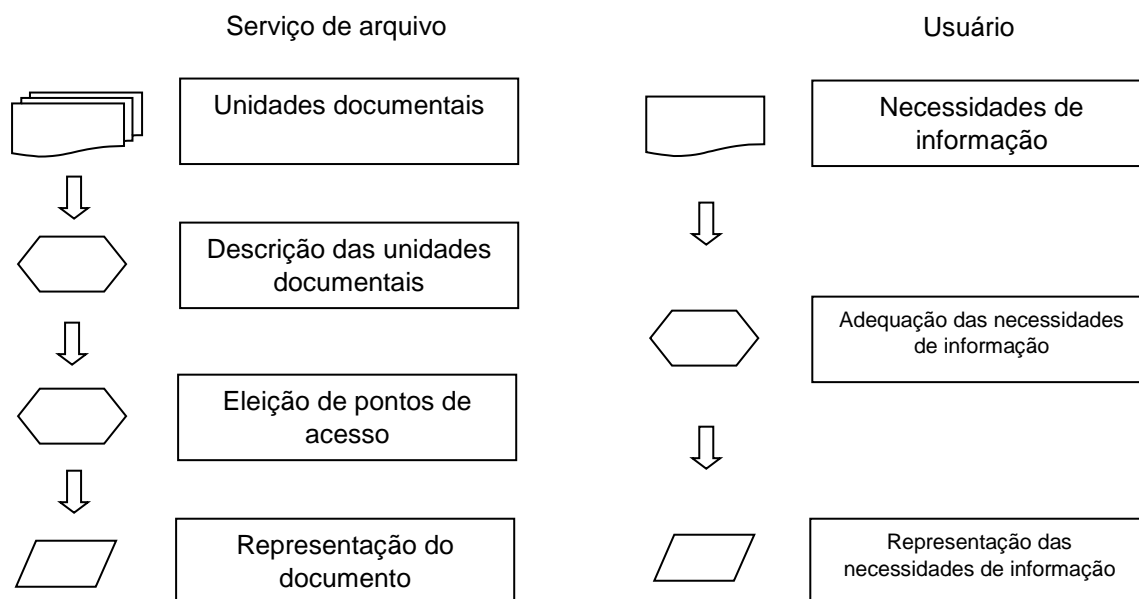 Serviço de arquivo
Unidades documentais
Descrição das unidades
documentais
Eleição de pontos de
acesso
Representação do
documento
Usuário
Necessidades de
informação
Adequação das necessidades
de informação
Representação das
necessidades de informação